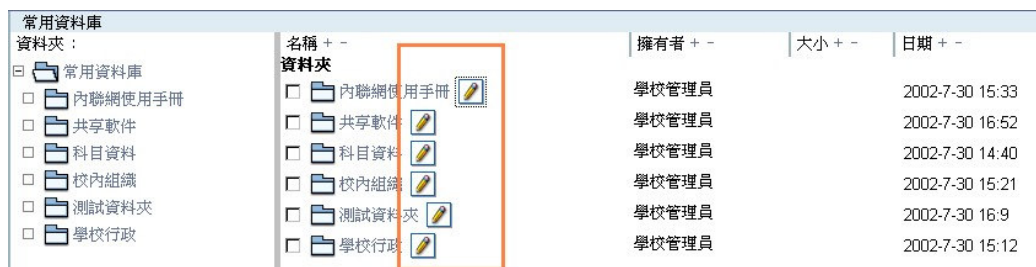 常用資料庫
資料夾： 名稱 + - 擁有者 + - 大小 + - 日期 + -
常用資料庫 資料夾
內聯網使用手冊 內聯網使用手冊 學校管理員 2002-7-30 15:33
共享軟件 共享軟件 學校管理員 2002-7-30 16:52
科目資料 科目資料 學校管理員 2002-7-30 14:40
校內組織 校內組織 學校管理員 2002-7-30 15:21
測試資料夾 測試資料夾 學校管理員 2002-7-30 16:9
學校行政 學校行政 學校管理員 2002-7-30 15:12